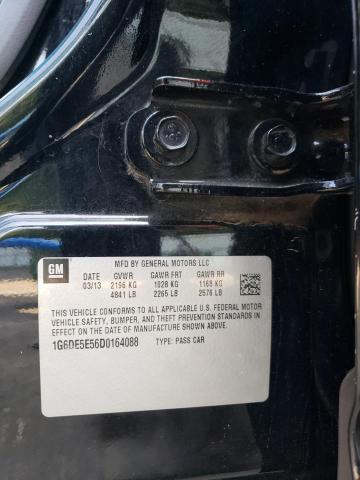 GM
MFD BY GENERAL MOTORS LLC
DATE GVWR GAWR FRT GAWR RR
03/13 2196 KG 1028 KG 1168 KG
4841 LB 2265 LB 2576 LB
THIS VEHICLE CONFORMS TO ALL APPLICABLE U.S. FEDERAL MOTOR
VEHICLE SAFETY, BUMPER, AND THEFT PREVENTION STANDARDS IN
EFFECT ON THE DATE OF MANUFACTURE SHOWN ABOVE.
1G6DE5E56D0164088 TYPE: PASS CAR